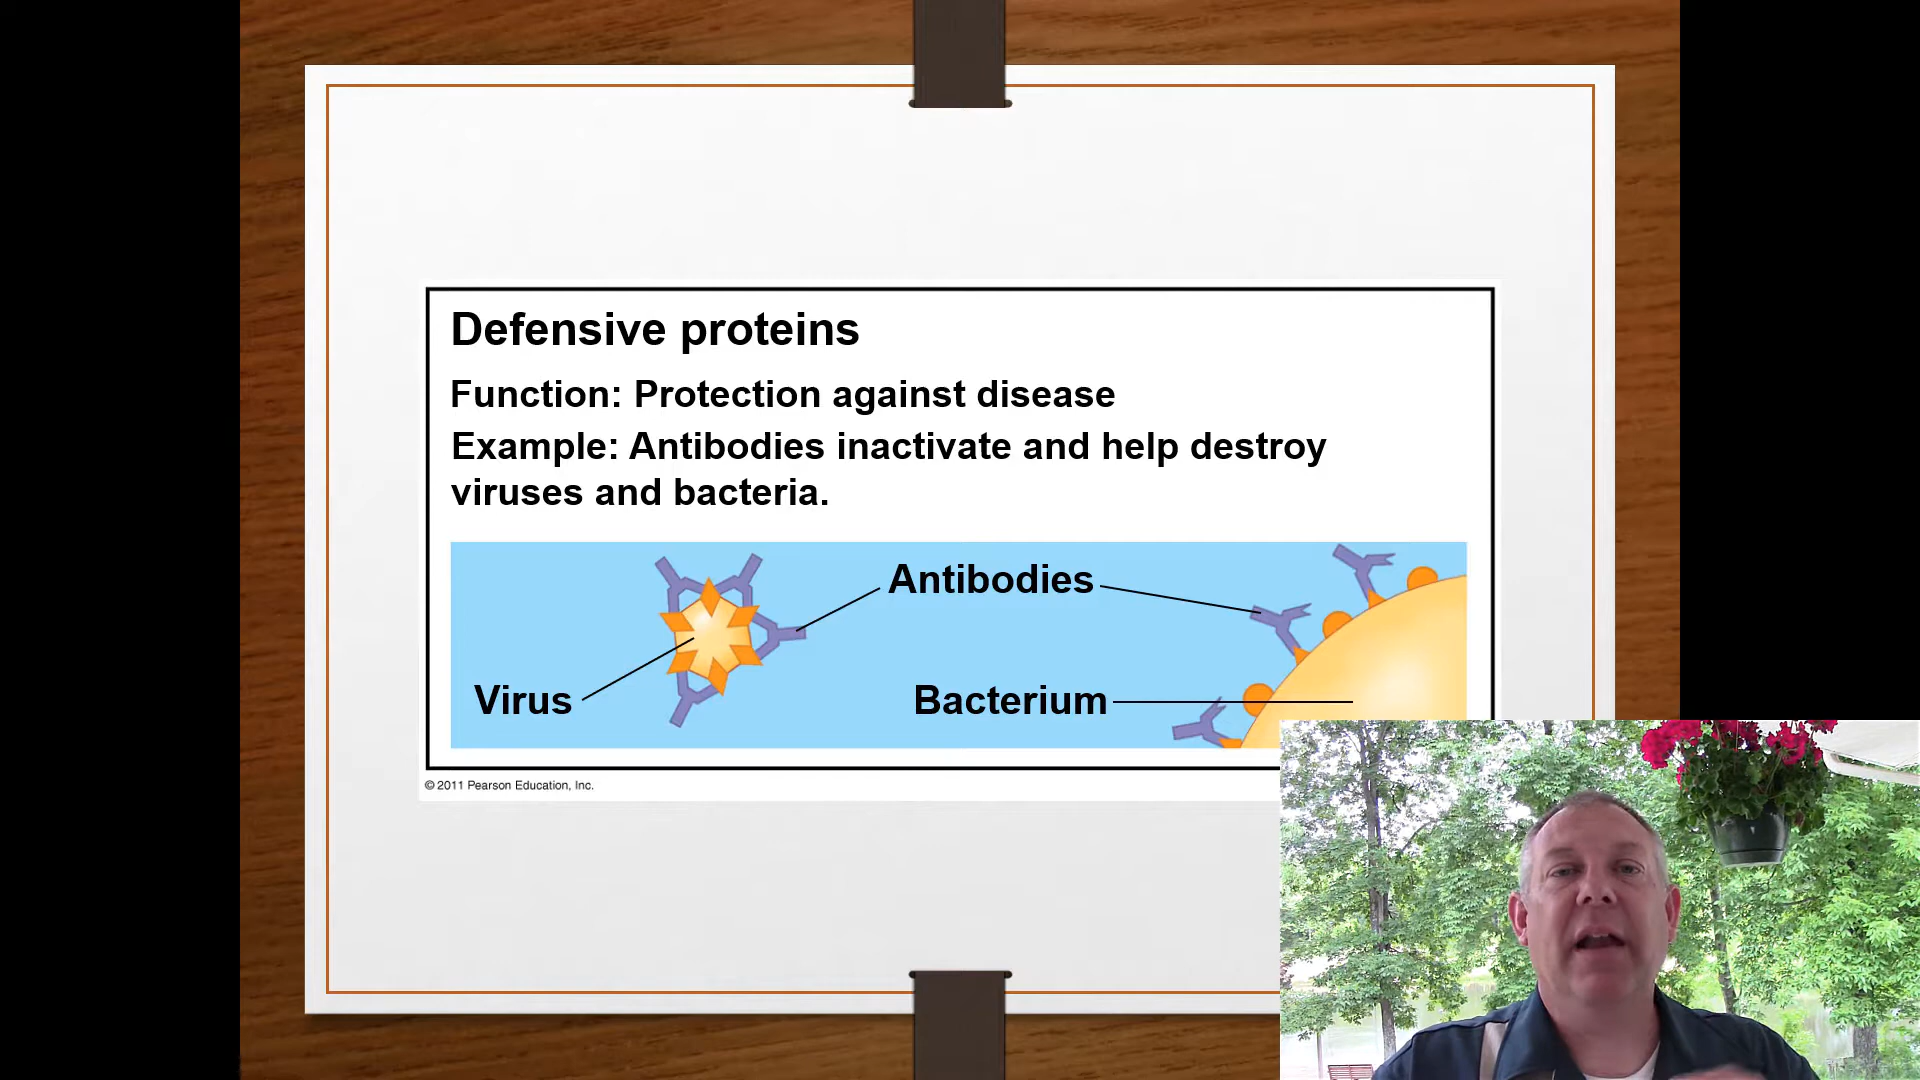 Defensive proteins
Function: Protection against disease
Example: Antibodies inactivate and help destroy
viruses and bacteria.
Antibodies
Virus
Bacterium
© 2011 Pearson Education, Inc.